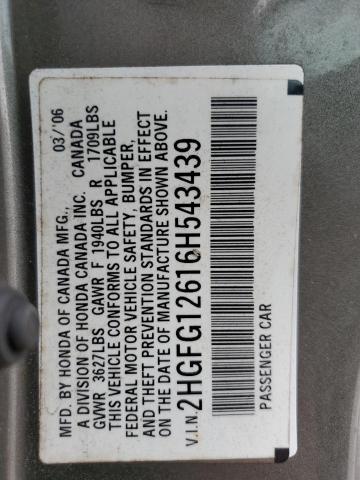 MFD. BY HONDA OF CANADA MFG., 03/'06
A DIVISION OF HONDA CANADA INC. CANADA
GVWR 3627LBS GAWR F 1940LBS R 1709LBS
THIS VEHICLE CONFORMS TO ALL APPLICABLE
FEDERAL MOTOR VEHICLE SAFETY, BUMPER,
AND THEFT PREVENTION STANDARDS IN EFFECT
ON THE DATE OF MANUFACTURE SHOWN ABOVE.
V.I.N. 2HGFG12616H543439
PASSENGER CAR